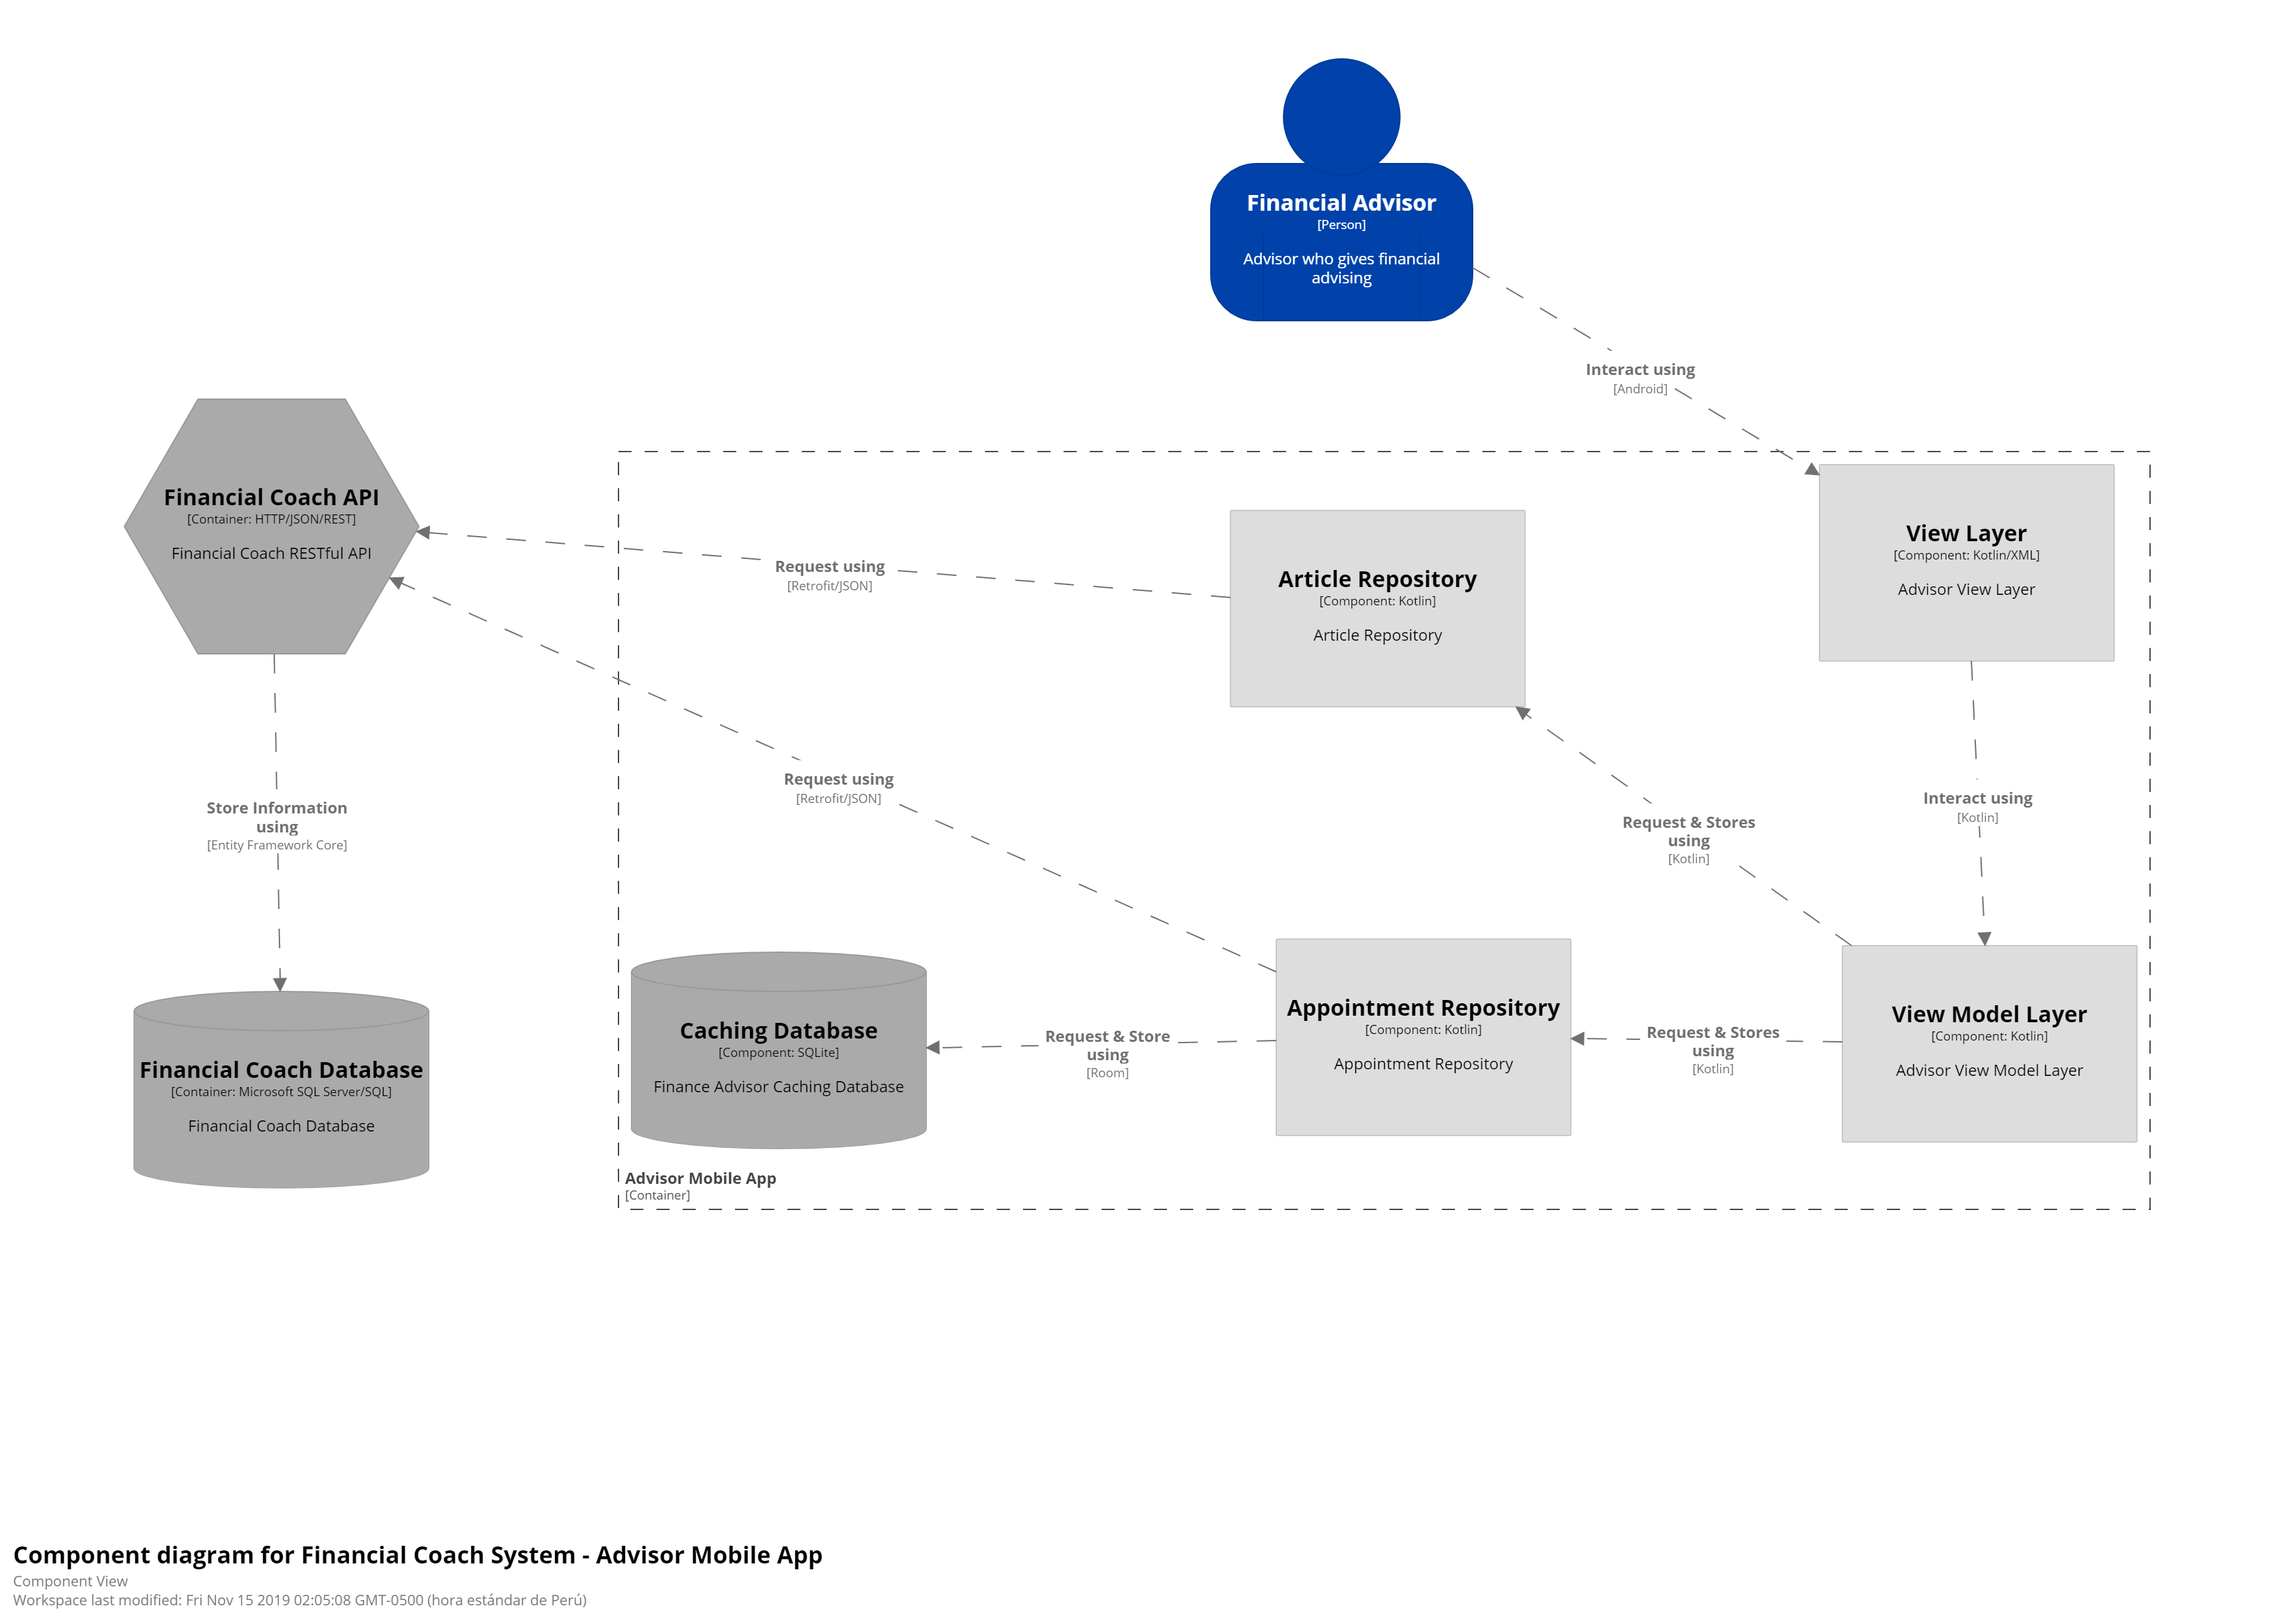 Financial Advisor
[Person]
Advisor who gives financial
advising
Interact using
[Android]
Financial Coach API
[Container: HTTP/JSON/REST]
Financial Coach RESTful API
Request using
[Retrofit/JSON]
Article Repository
[Component: Kotlin]
Article Repository
View Layer
[Component: Kotlin/XML]
Advisor View Layer
Request using
[Retrofit/JSON]
Store Information
using
[Entity Framework Core]
Request & Stores
using
[Kotlin]
Interact using
[Kotlin]
Financial Coach Database
[Container: Microsoft SQL Server/SQL]
Financial Coach Database
Caching Database
[Component: SQLite]
Finance Advisor Caching Database
Request & Store
using
[Room]
Appointment Repository
[Component: Kotlin]
Appointment Repository
Request & Stores
using
[Kotlin]
View Model Layer
[Component: Kotlin]
Advisor View Model Layer
Advisor Mobile App
[Container]
Component diagram for Financial Coach System - Advisor Mobile App
Component View
Workspace last modified: Fri Nov 15 2019 02:05:08 GMT-0500 (hora estándar de Perú)